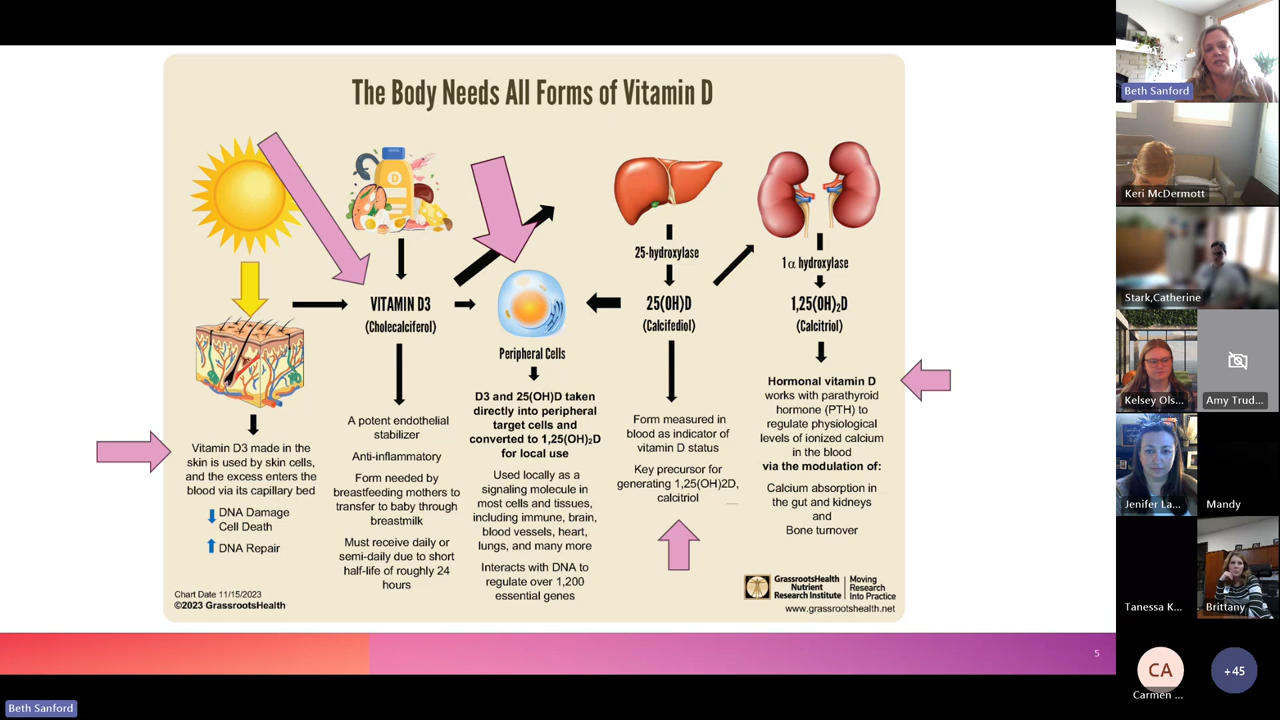 The Body Needs All Forms of Vitamin D
D
25-hydroxylase
1α hydroxylase
VITAMIN D3
(Cholecalciferol)
Peripheral Cells
25(OH)D
(Calcifediol)
1,25(OH)₂D
(Calcitriol)
Vitamin D3 made in the
skin is used by skin cells,
and the excess enters the
blood via its capillary bed
DNA Damage
Cell Death
DNA Repair
A potent endothelial
stabilizer
Anti-inflammatory
Form needed by
breastfeeding mothers to
transfer to baby through
breastmilk
Must receive daily or
semi-daily due to short
half-life of roughly 24
hours
D3 and 25(OH)D taken
directly into peripheral
target cells and
converted to 1,25(OH)₂D
for local use
Used locally as a
signaling molecule in
most cells and tissues,
including immune, brain,
blood vessels, heart,
lungs, and many more
Interacts with DNA to
regulate over 1,200
essential genes
Form measured in
blood as indicator of
vitamin D status
Key precursor for
generating 1,25(OH)2D,
calcitriol
Hormonal vitamin D
works with parathyroid
hormone (PTH) to
regulate physiological
levels of ionized calcium
in the blood
via the modulation of:
Calcium absorption in
the gut and kidneys
and
Bone turnover
Chart Date 11/15/2023
©2023 GrassrootsHealth
GrassrootsHealth
Nutrient
Research Institute
Moving
Research
Into Practice
www.grassrootshealth.net
5
Beth Sanford
Beth Sanford
Keri McDermott
Stark,Catherine
Kelsey Ols...
Amy Trud...
Jenifer La...
Mandy
Tanessa K...
Brittany
CA
Carmen ...
+45